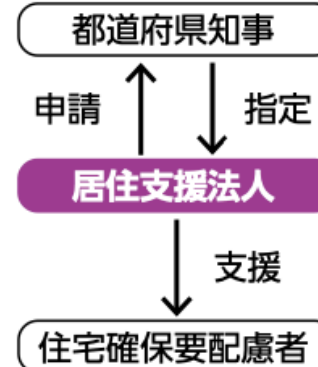 都道府県知事
申請
指定
居住支援法人
支援
住宅確保要配慮者